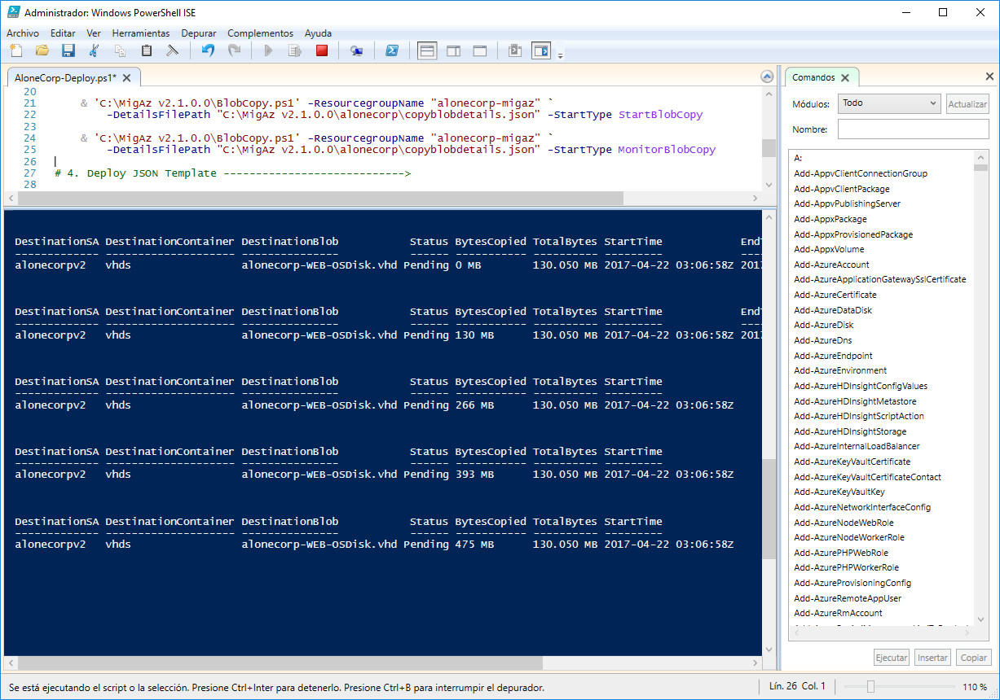 Administrador: Windows PowerShell ISE
Archivo Editar Ver Herramientas Depurar Complementos Ayuda
AloneCorp-Deploy.ps1*
20
21 & 'C:\MigAz v2.1.0.0\BlobCopy.ps1' -ResourcegroupName "alonecorp-migaz" `
22 -DetailsFilePath "C:\MigAz v2.1.0.0\alonecorp\copyblobdetails.json" -StartType StartBlobCopy
23
24 & 'C:\MigAz v2.1.0.0\BlobCopy.ps1' -ResourcegroupName "alonecorp-migaz" `
25 -DetailsFilePath "C:\MigAz v2.1.0.0\alonecorp\copyblobdetails.json" -StartType MonitorBlobCopy
26
27 # 4. Deploy JSON Template ---------------------------->
28
DestinationSA DestinationContainer DestinationBlob Status BytesCopied TotalBytes StartTime End
------------- -------------------- --------------- ------ ----------- ---------- --------- ---
alonecorpv2 vhds alonecorp-WEB-OSDisk.vhd Pending 0 MB 130.050 MB 2017-04-22 03:06:58Z 201
DestinationSA DestinationContainer DestinationBlob Status BytesCopied TotalBytes StartTime End
------------- -------------------- --------------- ------ ----------- ---------- --------- ---
alonecorpv2 vhds alonecorp-WEB-OSDisk.vhd Pending 130 MB 130.050 MB 2017-04-22 03:06:58Z 201
DestinationSA DestinationContainer DestinationBlob Status BytesCopied TotalBytes StartTime
------------- -------------------- --------------- ------ ----------- ---------- ---------
alonecorpv2 vhds alonecorp-WEB-OSDisk.vhd Pending 266 MB 130.050 MB 2017-04-22 03:06:58Z
DestinationSA DestinationContainer DestinationBlob Status BytesCopied TotalBytes StartTime
------------- -------------------- --------------- ------ ----------- ---------- ---------
alonecorpv2 vhds alonecorp-WEB-OSDisk.vhd Pending 393 MB 130.050 MB 2017-04-22 03:06:58Z
DestinationSA DestinationContainer DestinationBlob Status BytesCopied TotalBytes StartTime
------------- -------------------- --------------- ------ ----------- ---------- ---------
alonecorpv2 vhds alonecorp-WEB-OSDisk.vhd Pending 475 MB 130.050 MB 2017-04-22 03:06:58Z
Comandos
Módulos: Todo Actualizar
Nombre:
A:
Add-AppvClientConnectionGroup
Add-AppvClientPackage
Add-AppvPublishingServer
Add-AppxPackage
Add-AppxProvisionedPackage
Add-AppxVolume
Add-AzureAccount
Add-AzureApplicationGatewaySslCertificate
Add-AzureCertificate
Add-AzureDataDisk
Add-AzureDisk
Add-AzureDns
Add-AzureEndpoint
Add-AzureEnvironment
Add-AzureHDInsightConfigValues
Add-AzureHDInsightMetastore
Add-AzureHDInsightScriptAction
Add-AzureHDInsightStorage
Add-AzureInternalLoadBalancer
Add-AzureKeyVaultCertificate
Add-AzureKeyVaultCertificateContact
Add-AzureKeyVaultKey
Add-AzureNetworkInterfaceConfig
Add-AzureNodeWebRole
Add-AzureNodeWorkerRole
Add-AzurePHPWebRole
Add-AzurePHPWorkerRole
Add-AzureProvisioningConfig
Add-AzureRemoteAppUser
Add-AzureRmAccount
Ejecutar Insertar Copiar
Se está ejecutando el script o la selección. Presione Ctrl+Inter para detenerlo. Presione Ctrl+B para interrumpir el depurador.
Lín. 26 Col. 1 110 %